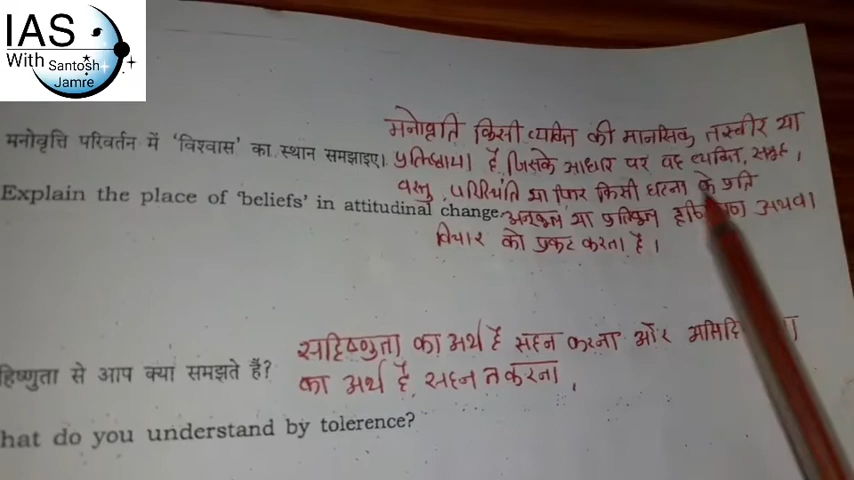 IAS
With Santosh
Jamre
मनोवृति किसी व्यक्ति की मानसिक तस्वीर या
मनोवृत्ति परिवर्तन में 'विश्वास' का स्थान समझाइए। प्रतिछाया है, जिसके आधार पर वह व्यक्ति, समूह,
वस्तु, परिस्थिति या फिर किसी घटना के प्रति
Explain the place of 'beliefs' in attitudinal change. अनुकूल या प्रतिकूल अथवा
विचार को प्रकट करता है।
सहिष्णुता का अर्थ है सहन करना और
हिष्णुता से आप क्या समझते हैं? का अर्थ है, सहन न करना,
hat do you understand by tolerence?